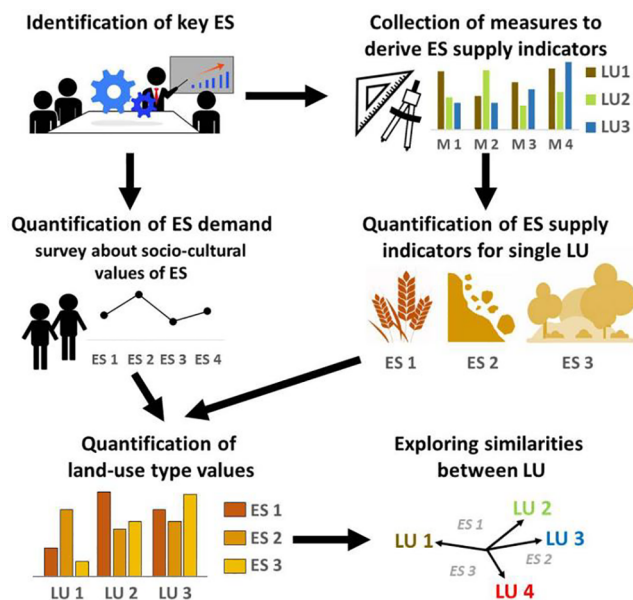 Identification of key ES
Collection of measures to
derive ES supply indicators
LU1
LU2
LU3
M 1 M 2 M 3 M 4
Quantification of ES demand
survey about socio-cultural
values of ES
ES 1 ES 2 ES 3 ES 4
Quantification of ES supply
indicators for single LU
ES 1 ES 2 ES 3
Quantification of
land-use type values
ES 1
ES 2
ES 3
LU 1 LU 2 LU 3
Exploring similarities
between LU
LU 2
ES 1
LU 1
LU 3
ES 2
ES 3
LU 4